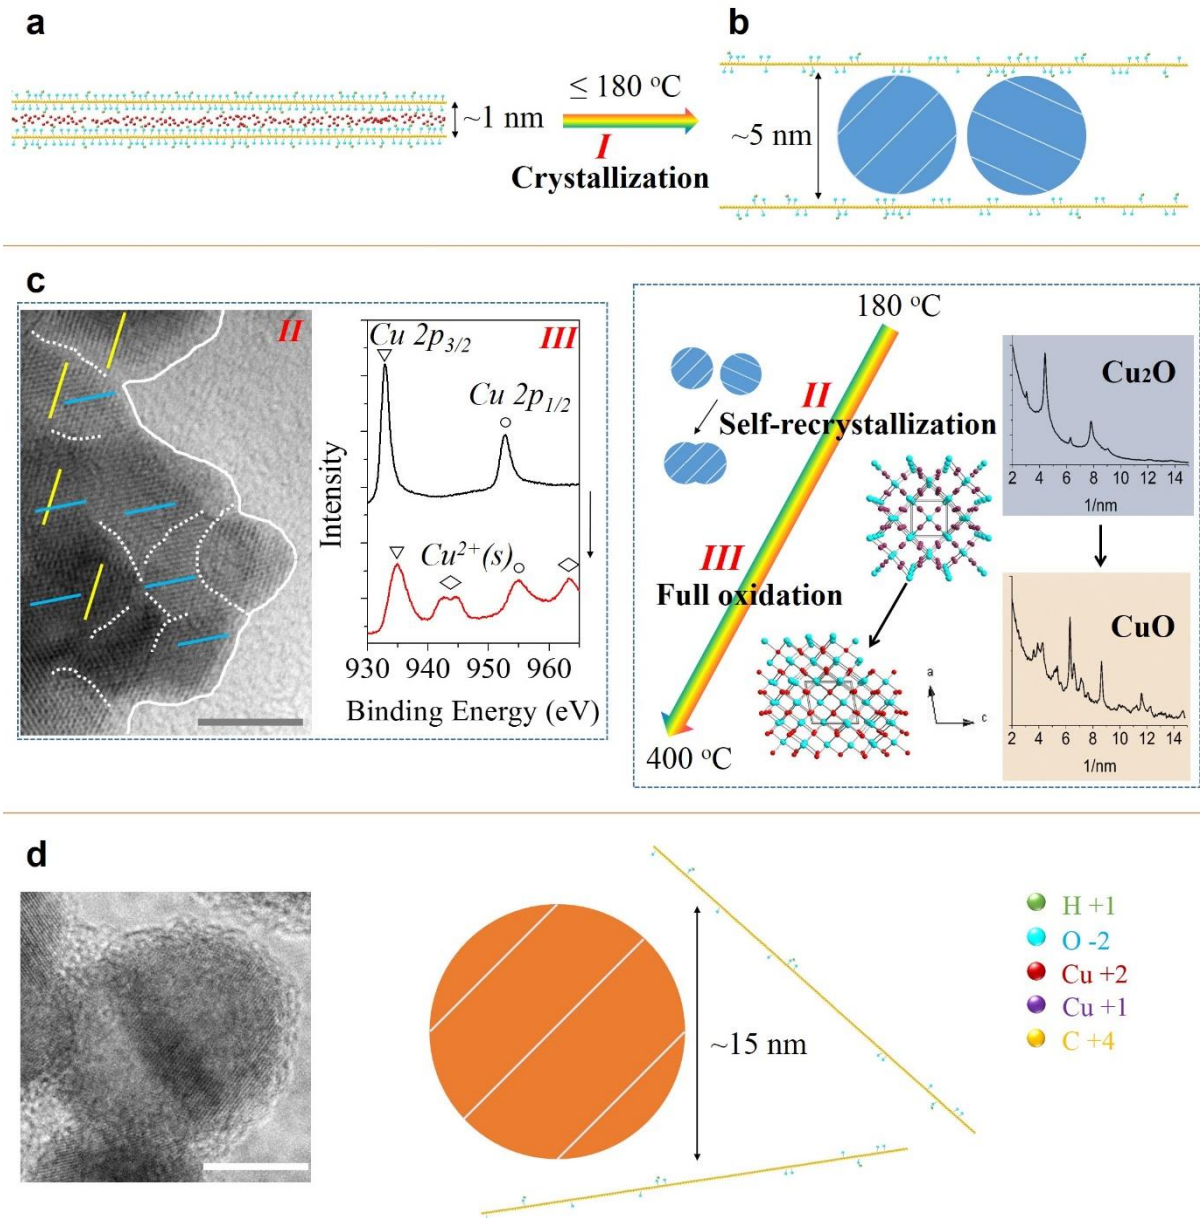 a
~1 nm
≤ 180 °C
I
Crystallization
b
~5 nm
c
II
III
Cu 2p3/2
Cu 2p1/2
Cu2+(s)
Intensity
930 940 950 960
Binding Energy (eV)
180 °C
II
Self-recrystallization
III
Full oxidation
400 °C
a
c
Cu2O
2 4 6 8 10 12 14
1/nm
CuO
2 4 6 8 10 12 14
1/nm
d
~15 nm
H +1
O -2
Cu +2
Cu +1
C +4